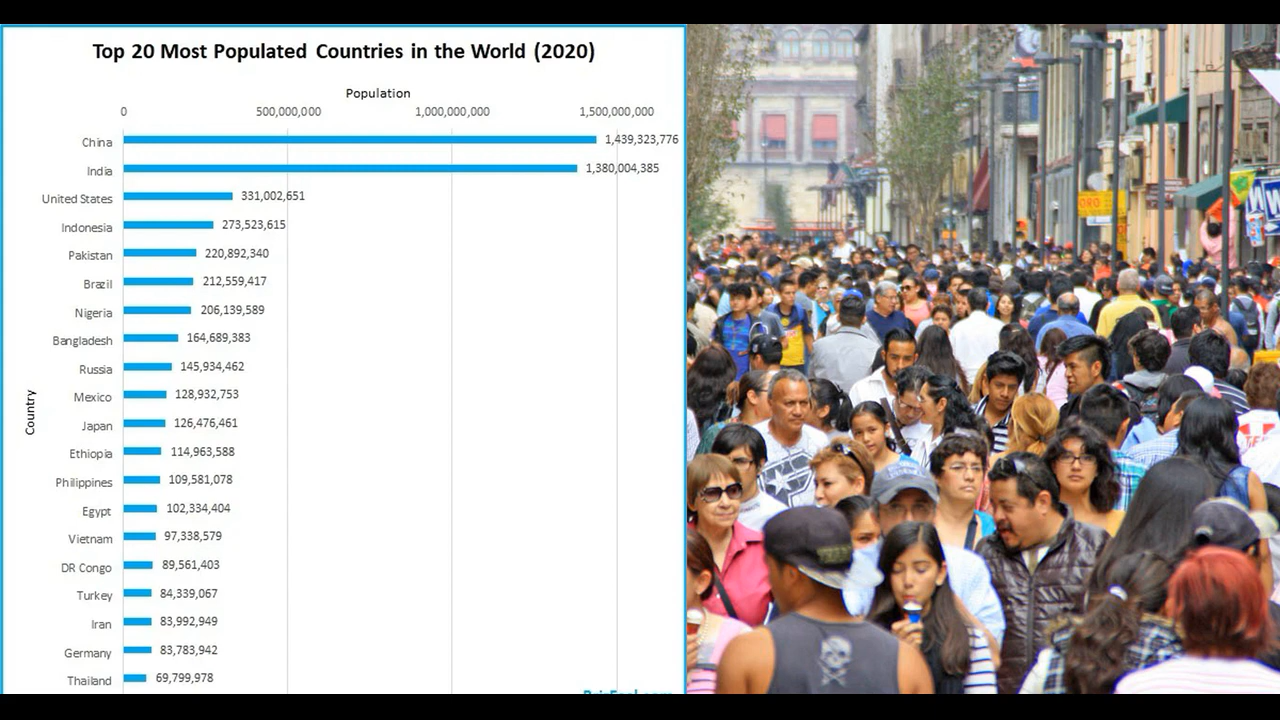 Top 20 Most Populated Countries in the World (2020)
Population
0 500,000,000 1,000,000,000 1,500,000,000
China 1,439,323,776
India 1,380,004,385
United States 331,002,651
Indonesia 273,523,615
Pakistan 220,892,340
Brazil 212,559,417
Nigeria 206,139,589
Bangladesh 164,689,383
Russia 145,934,462
Mexico 128,932,753
Japan 126,476,461
Ethiopia 114,963,588
Philippines 109,581,078
Egypt 102,334,404
Vietnam 97,338,579
DR Congo 89,561,403
Turkey 84,339,067
Iran 83,992,949
Germany 83,783,942
Thailand 69,799,978
Country
ORO